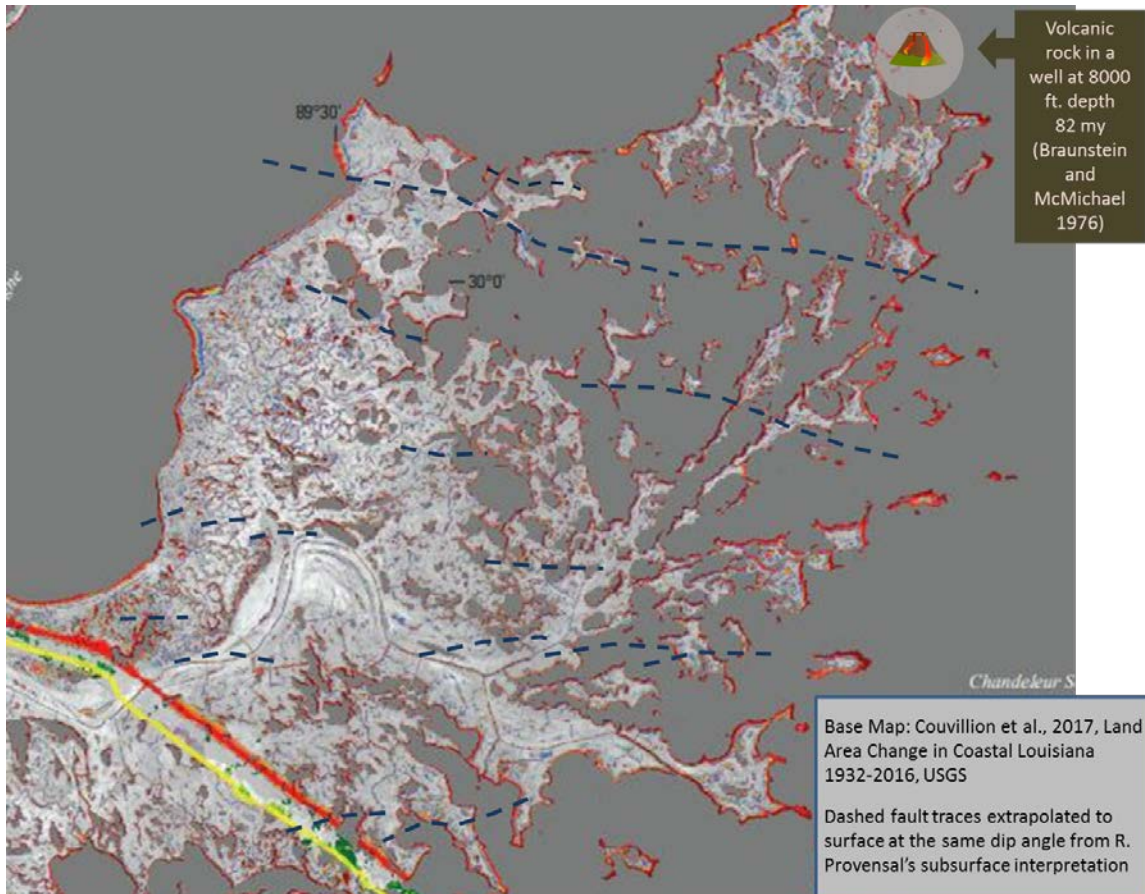 Volcanic
rock in a
well at 8000
ft. depth
82 my
(Braunstein
and
McMichael
1976)
89°30'
30°0'
Chandeleur S
Base Map: Couvillion et al., 2017, Land
Area Change in Coastal Louisiana
1932-2016, USGS
Dashed fault traces extrapolated to
surface at the same dip angle from R.
Provensal's subsurface interpretation